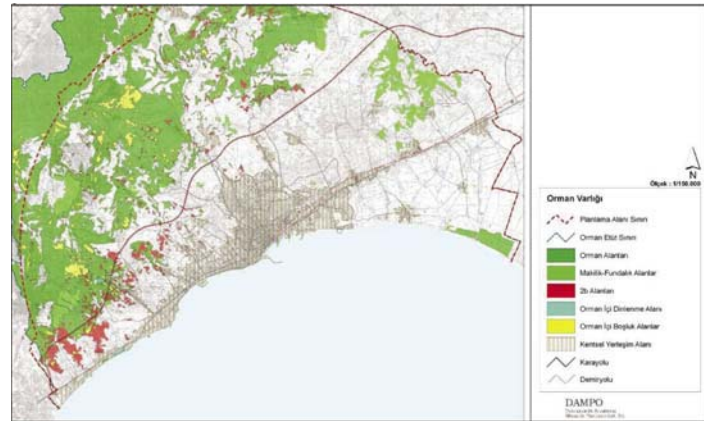 N
Ölçek : 1/150.000
Orman Varlığı
Planlama Alanı Sınırı
Orman Etüt Sınırı
Orman Alanları
Makilik-Fundalık Alanlar
2b Alanları
Orman İçi Dinlenme Alanı
Orman İçi Boşluk Alanlar
Kentsel Yerleşim Alanı
Karayolu
Demiryolu
DAMPO